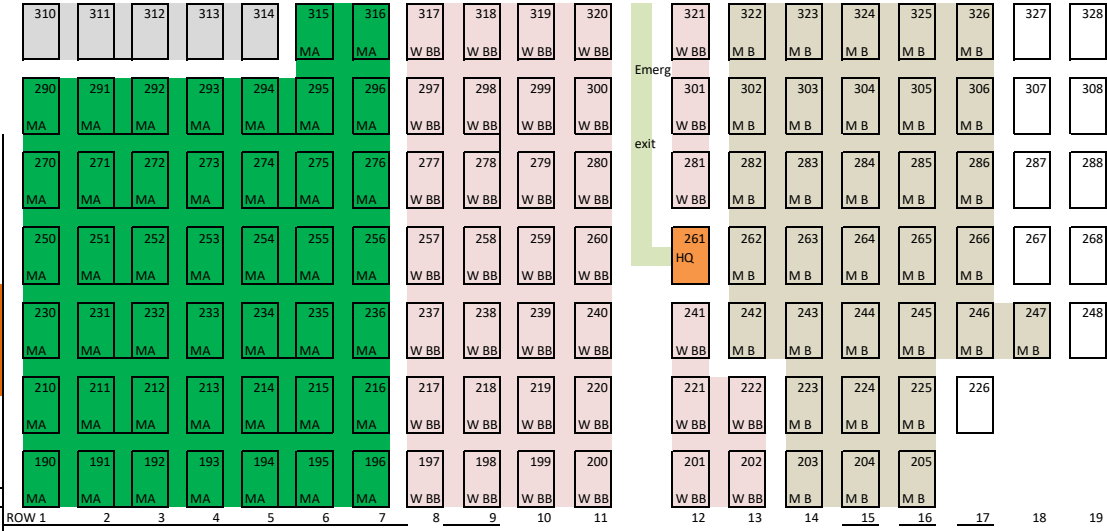 310 311 312 313 314 315 316 317 318 319 320 321 322 323 324 325 326 327 328
MA MA W BB W BB W BB W BB W BB M B M B M B M B M B
Emerg
290 291 292 293 294 295 296 297 298 299 300 301 302 303 304 305 306 307 308
MA MA MA MA MA MA MA W BB W BB W BB W BB W BB M B M B M B M B M B
exit
270 271 272 273 274 275 276 277 278 279 280 281 282 283 284 285 286 287 288
MA MA MA MA MA MA MA W BB W BB W BB W BB W BB M B M B M B M B M B
250 251 252 253 254 255 256 257 258 259 260 261 262 263 264 265 266 267 268
HQ
MA MA MA MA MA MA MA W BB W BB W BB W BB M B M B M B M B M B
230 231 232 233 234 235 236 237 238 239 240 241 242 243 244 245 246 247 248
MA MA MA MA MA MA MA W BB W BB W BB W BB W BB M B M B M B M B M B M B
210 211 212 213 214 215 216 217 218 219 220 221 222 223 224 225 226
MA MA MA MA MA MA MA W BB W BB W BB W BB W BB W BB M B M B M B
190 191 192 193 194 195 196 197 198 199 200 201 202 203 204 205
MA MA MA MA MA MA MA W BB W BB W BB W BB W BB W BB M B M B M B
ROW 1 2 3 4 5 6 7 8 9 10 11 12 13 14 15 16 17 18 19